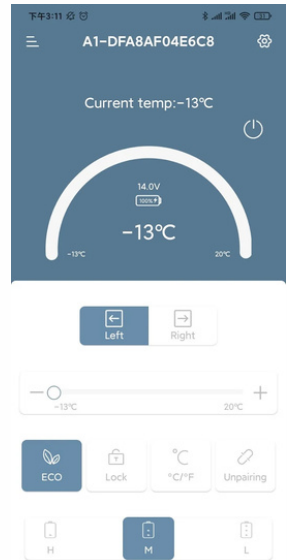 下午3:11
A1-DFA8AF04E6C8
Current temp:-13℃
14.0V
100%
-13℃
-13℃ 20℃
Left Right
-13℃ 20℃
ECO Lock °C/°F Unpairing
H M L